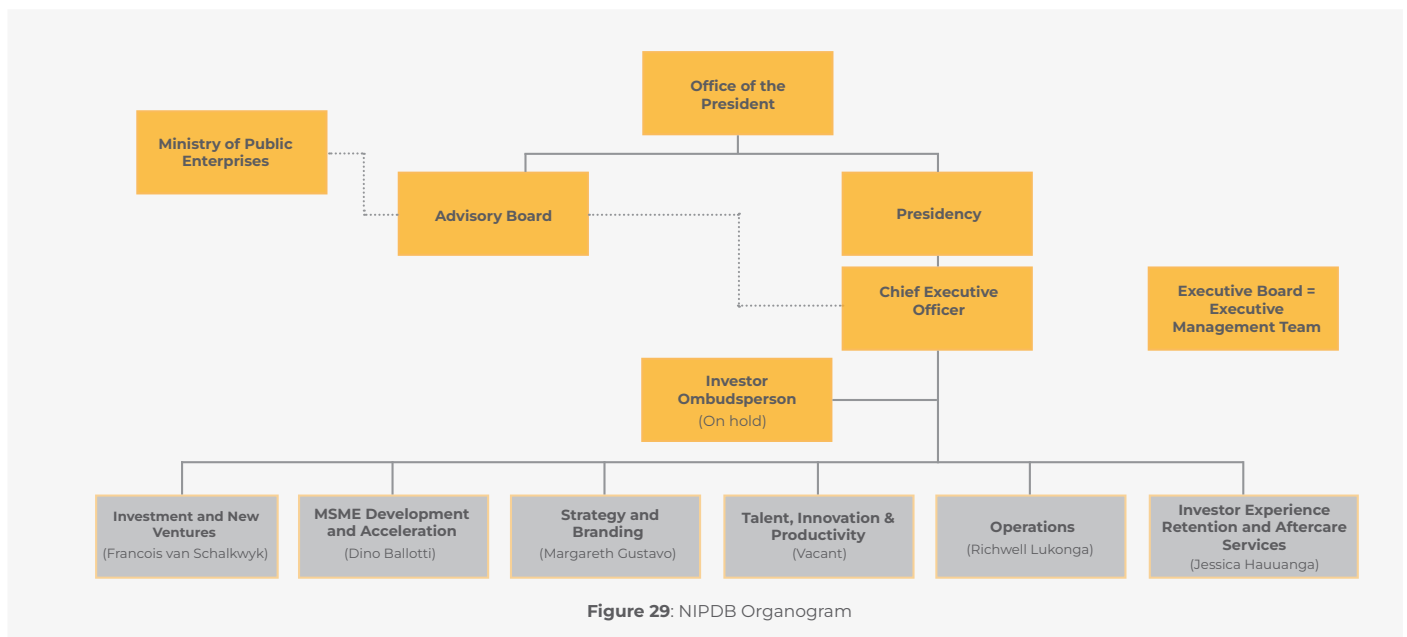 Office of the
President
Ministry of Public
Enterprises
Advisory Board
Presidency
Chief Executive
Officer
Executive Board =
Executive
Management Team
Investor
Ombudsperson
(On hold)
Investment and New
Ventures
(Francois van Schalkwyk)
MSME Development
and Acceleration
(Dino Ballotti)
Strategy and
Branding
(Margareth Gustavo)
Talent, Innovation &
Productivity
(Vacant)
Operations
(Richwell Lukonga)
Investor Experience
Retention and Aftercare
Services
(Jessica Hauuanga)
Figure 29: NIPDB Organogram